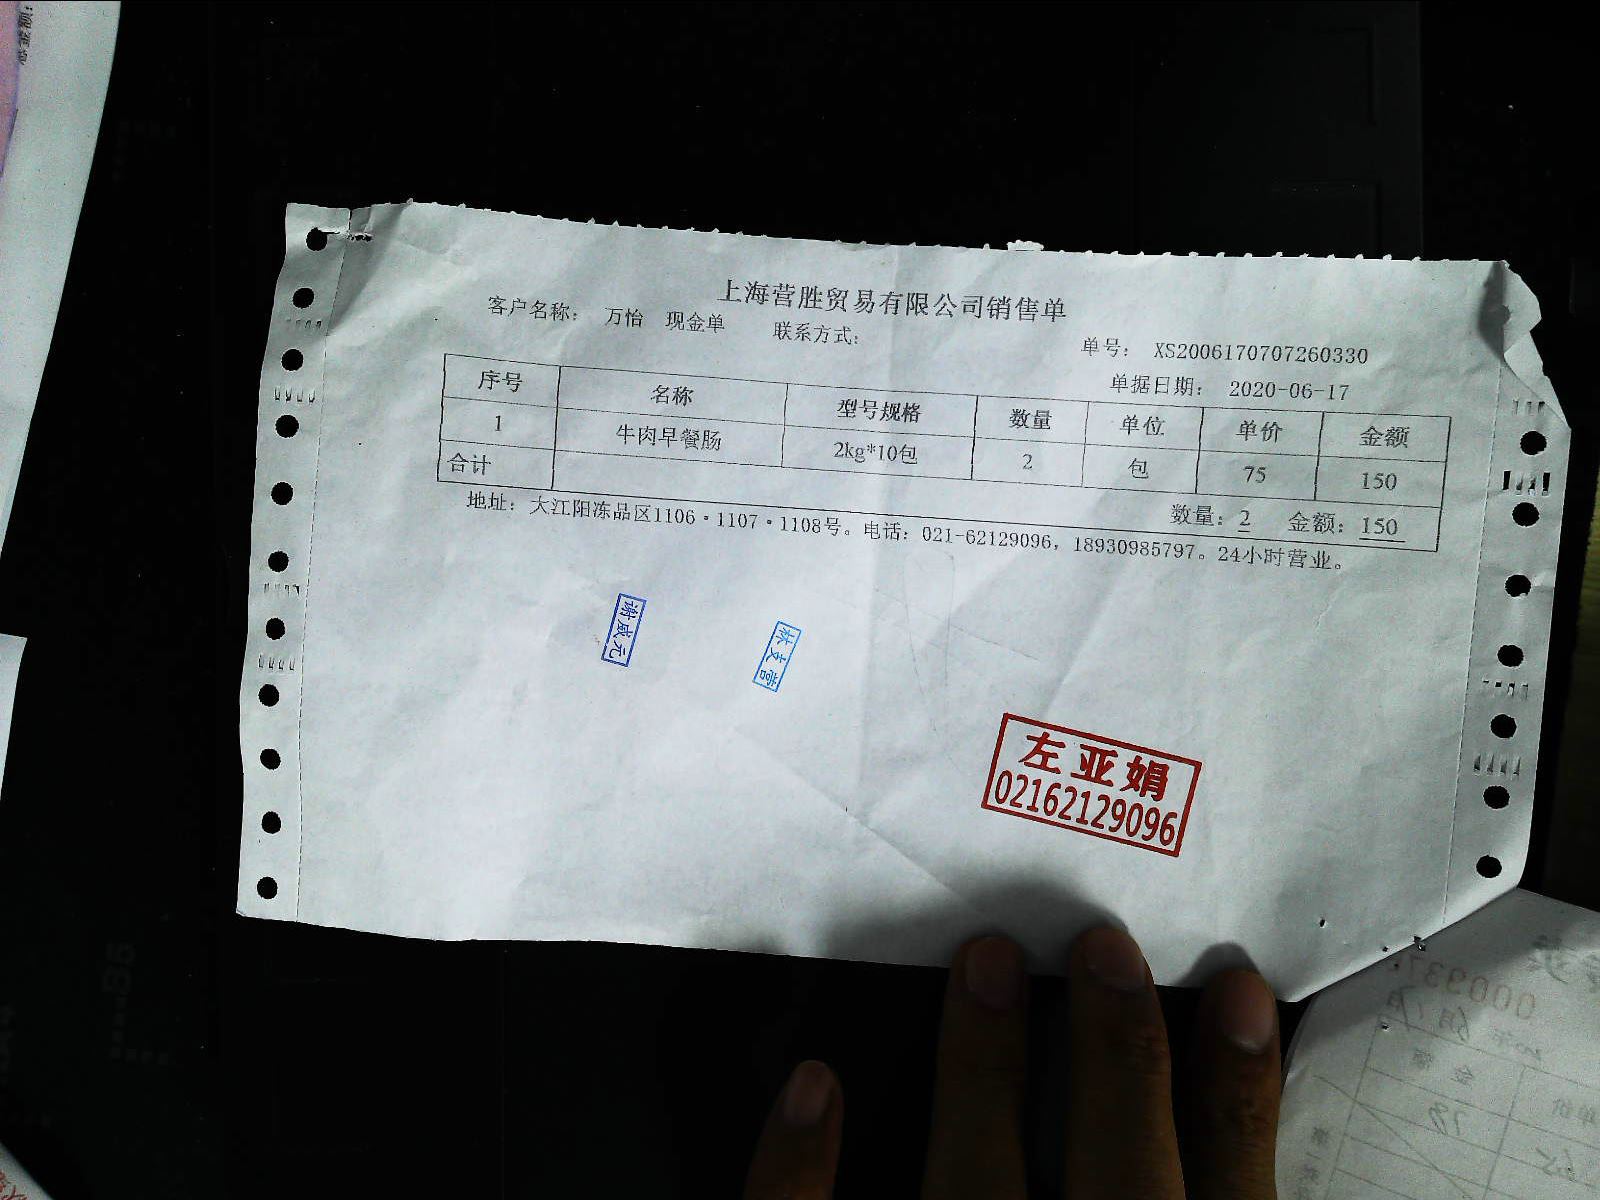 上海营胜贸易有限公司销售单
客户名称： 万怡 现金单 联系方式： 单号： XS2006170707260330
单据日期： 2020-06-17
序号 名称 型号规格 数量 单位 单价 金额
1 牛肉早餐肠 2kg*10包 2 包 75 150
合计 数量：2 金额：150
地址：大江阳冻品区1106·1107·1108号。电话：021-62129096，18930985797。24小时营业。
谢成元
林文营
左亚娟
02162129096